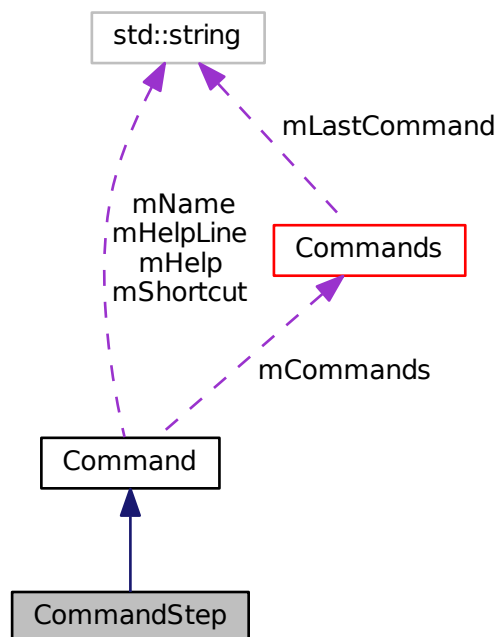 std::string
mLastCommand
mName
mHelpLine
mHelp
mShortcut
Commands
mCommands
Command
CommandStep